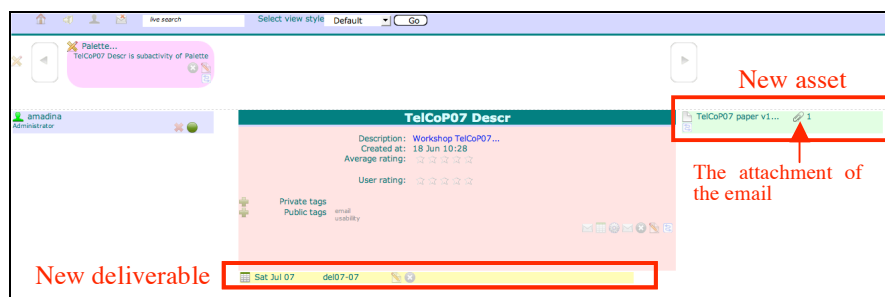 live search
Select view style Default Go
Palette...
TelCoP07 Descr is subactivity of Palette
New asset
amadina
Administrator
TelCoP07 Descr
TelCoP07 paper v1... 1
Description: Workshop TelCoP07...
Created at: 18 Jun 10:28
Average rating:
User rating:
The attachment of
the email
Private tags
Public tags email
usability
New deliverable
Sat Jul 07 del07-07